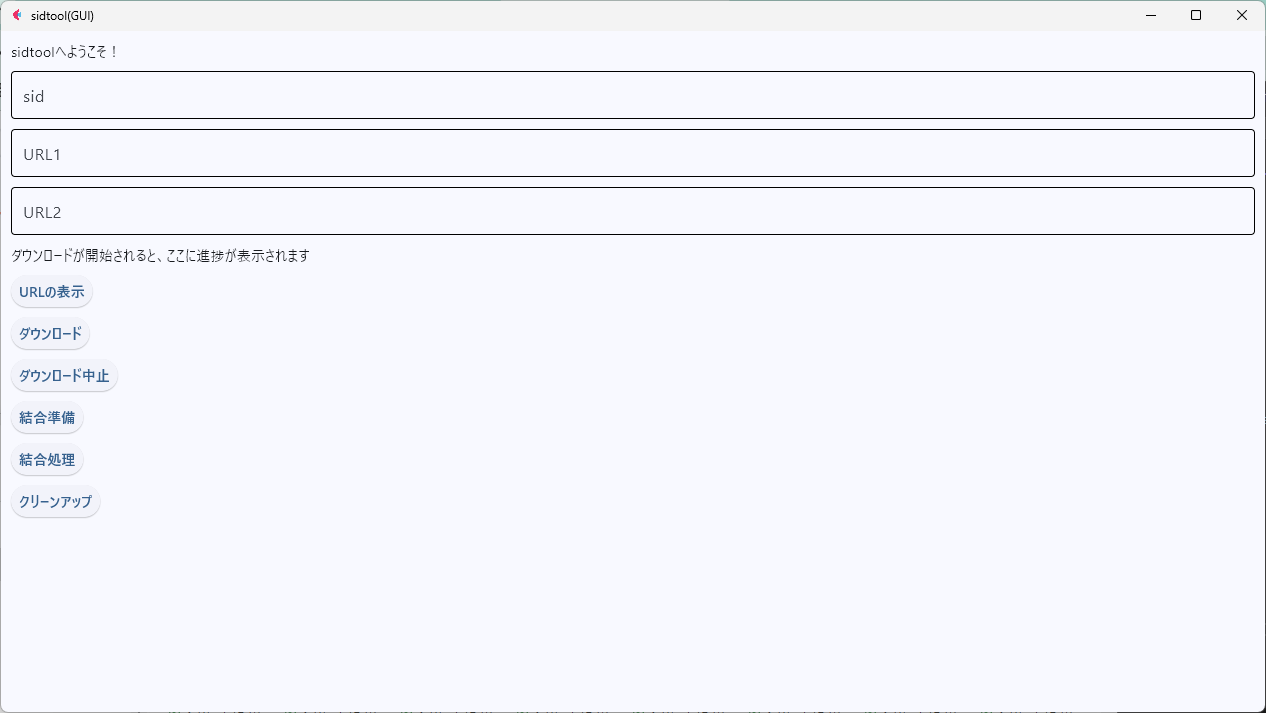 sidtool(GUI)
sidtoolへようこそ！
sid
URL1
URL2
ダウンロードが開始されると、ここに進捗が表示されます
URLの表示
ダウンロード
ダウンロード中止
結合準備
結合処理
クリーンアップ